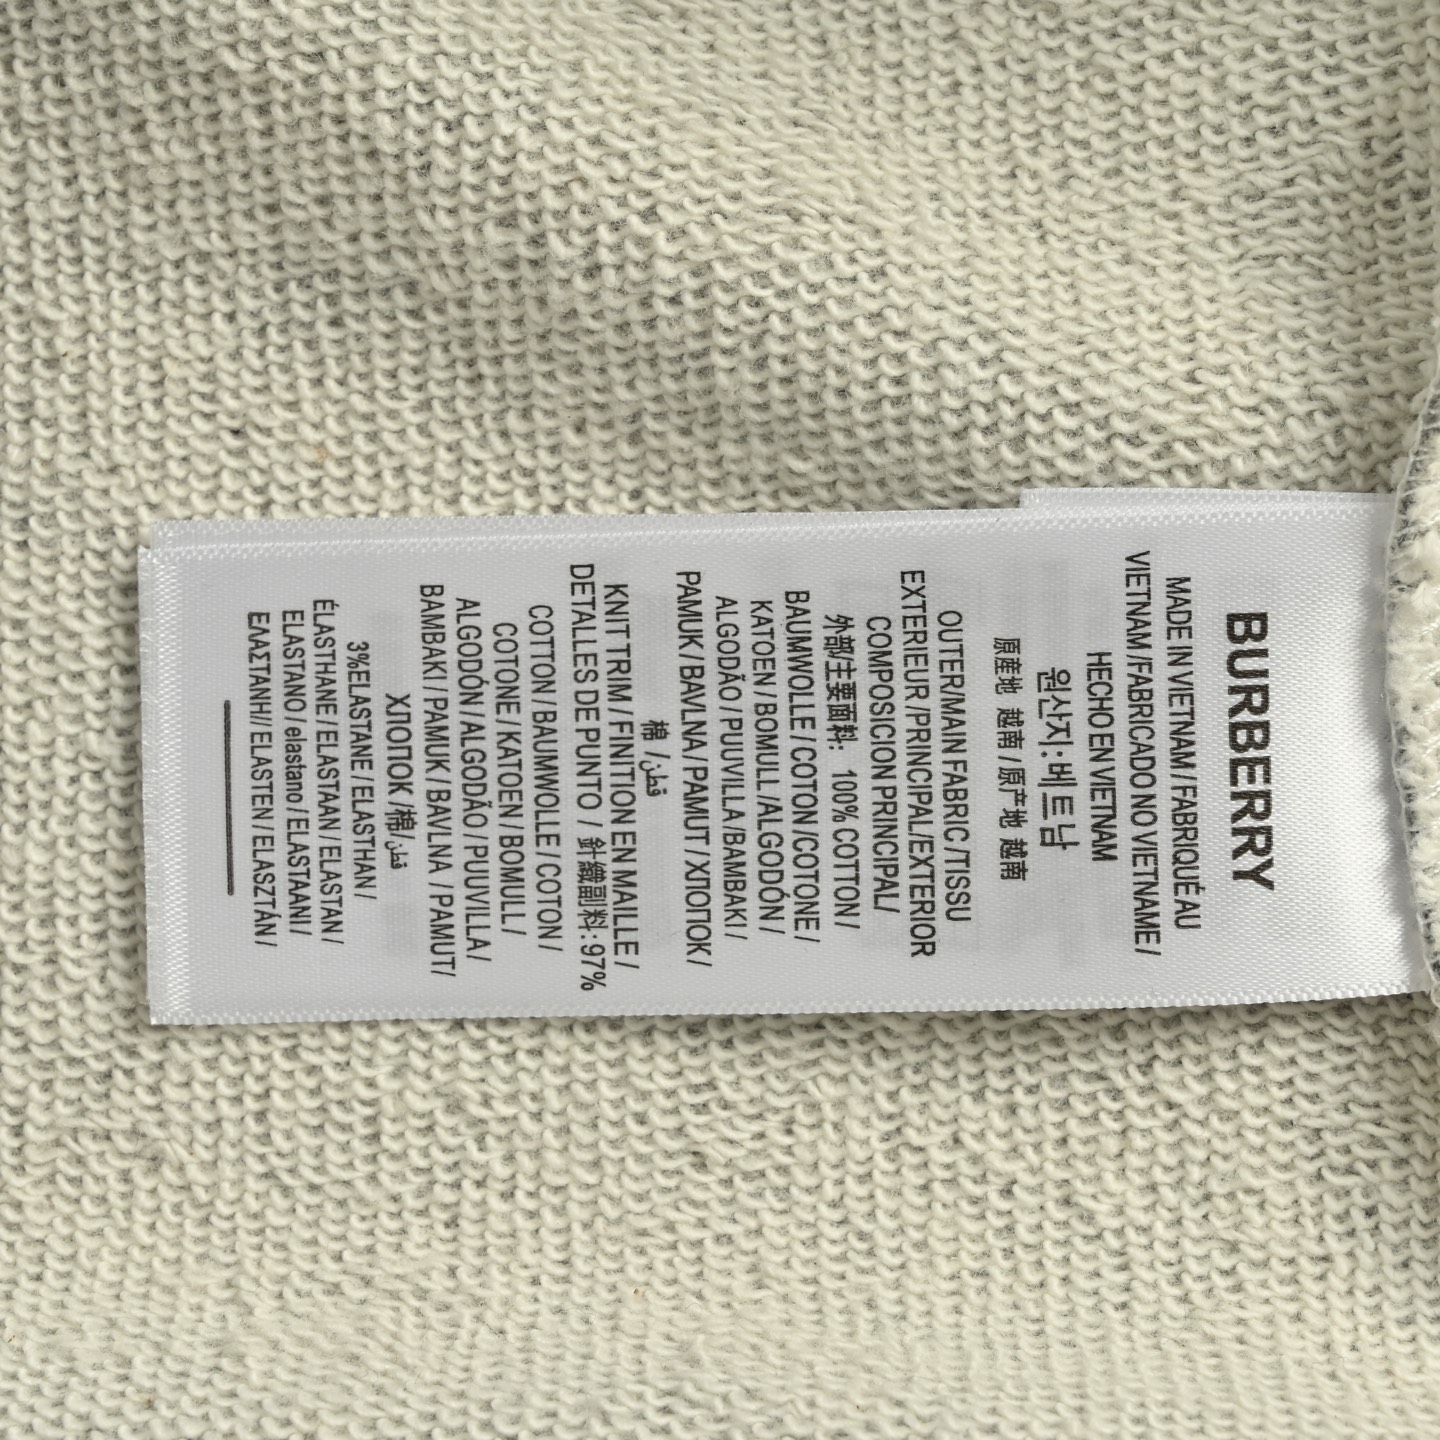 BURBERRY
MADE IN VIETNAM / FABRIQUÉ AU
VIETNAM /FABRICADO NO VIETNAME /
HECHO EN VIETNAM
원산지: 베트남
原産地 越南 / 原产地 越南
OUTER/MAIN FABRIC /TISSU
EXTERIEUR /PRINCIPAL/EXTERIOR
COMPOSICION PRINCIPAL/
外部/主要面料: 100% COTTON /
BAUMWOLLE / COTON /COTONE /
KATOEN / BOMULL /ALGODÓN /
ALGODÃO / PUUVILLA /BAMBAKI /
PAMUK / BAVLNA / PAMUT / ХЛОПОК /
棉 / قطن
KNIT TRIM / FINITION EN MAILLE /
DETALLES DE PUNTO / 針織副料: 97%
COTTON / BAUMWOLLE / COTON /
COTONE / KATOEN / BOMULL /
ALGODÓN / ALGODÃO / PUUVILLA /
BAMBAKI / PAMUK / BAVLNA / PAMUT/
ХЛОПОК /棉/ قطن
3%ELASTANE / ELASTHAN /
ÉLASTHANE / ELASTAAN / ELASTAN /
ELASTANO / elastano / ELASTAANI /
ΕΛΑΣΤΑΝΗ// ELASTEN / ELASZTÁN /